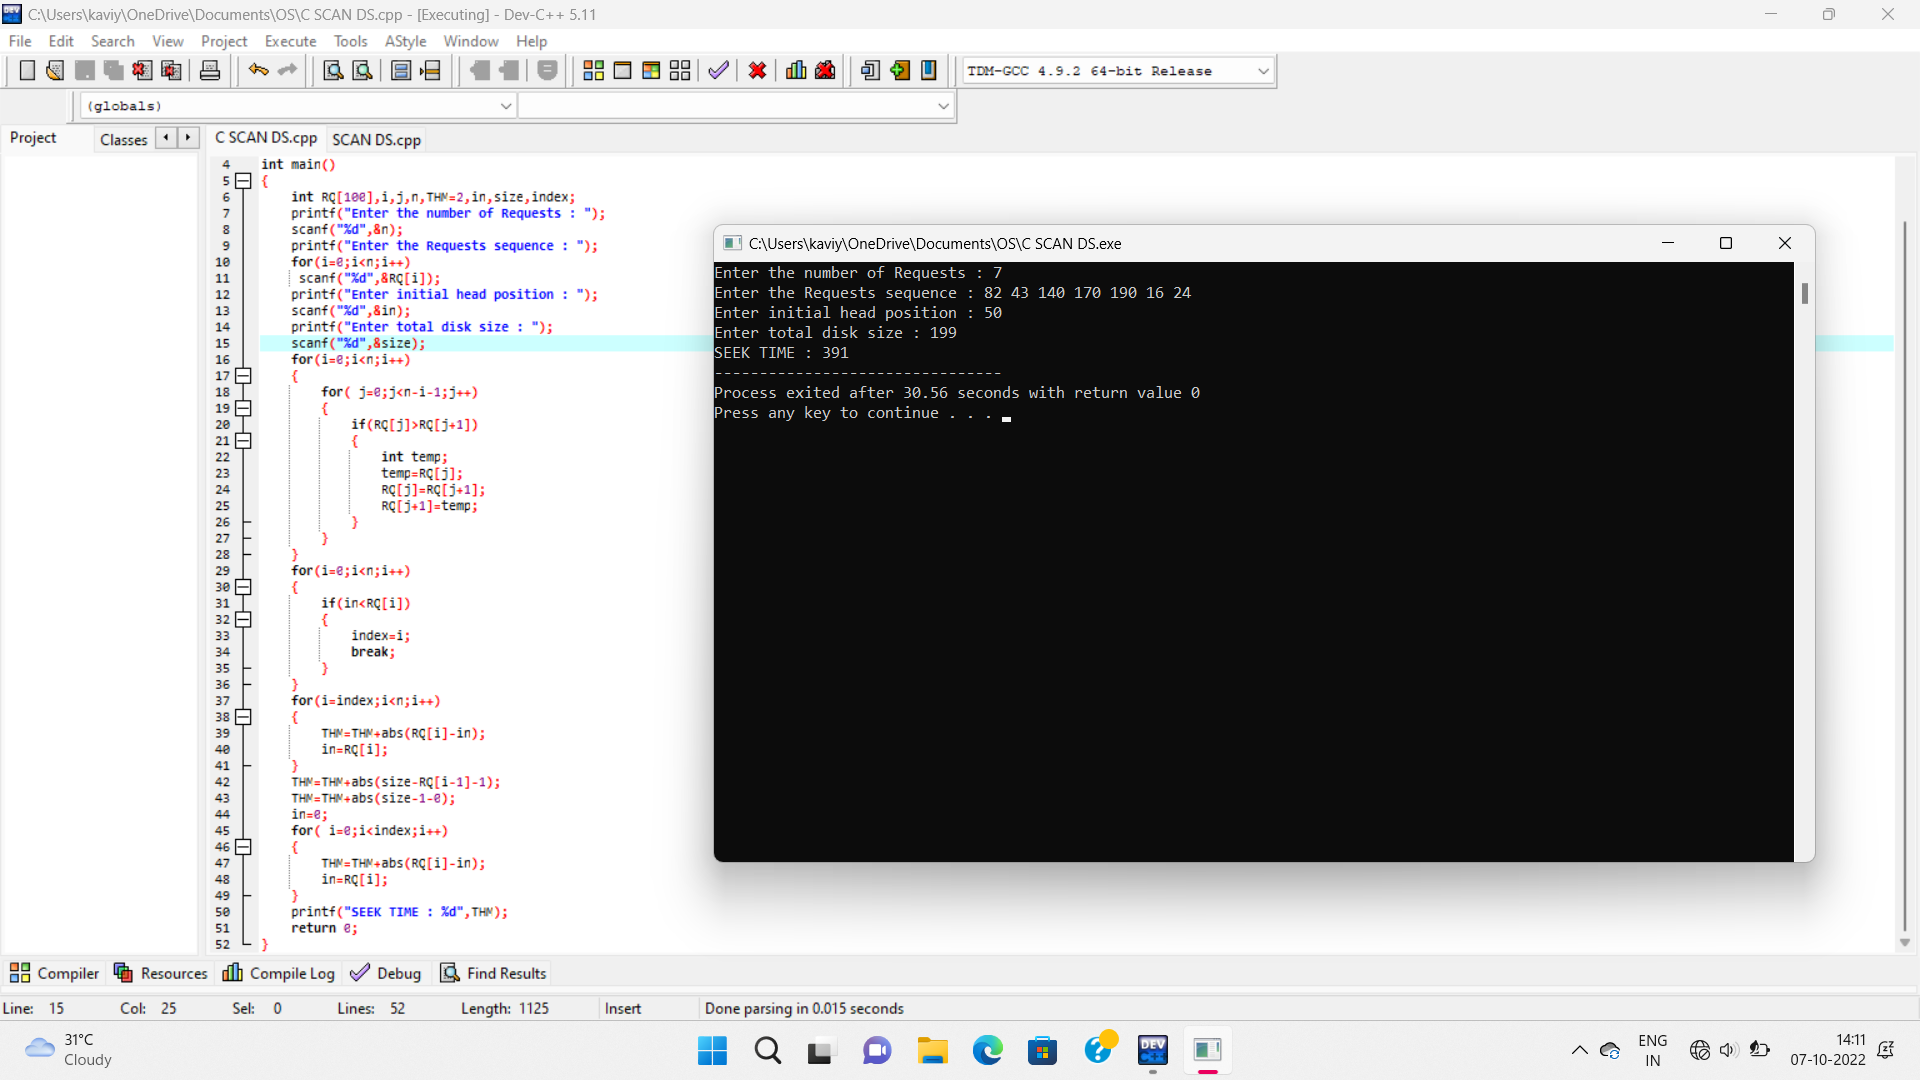 C:\Users\kaviy\OneDrive\Documents\OS\C SCAN DS.cpp - [Executing] - Dev-C++ 5.11
File Edit Search View Project Execute Tools AStyle Window Help
TDM-GCC 4.9.2 64-bit Release
(globals)
Project Classes C SCAN DS.cpp SCAN DS.cpp
4 int main()
5 {
6 int RQ[100],i,j,n,THM=2,in,size,index;
7 printf("Enter the number of Requests : ");
8 scanf("%d",&n);
9 printf("Enter the Requests sequence : ");
10 for(i=0;i<n;i++)
11 scanf("%d",&RQ[i]);
12 printf("Enter initial head position : ");
13 scanf("%d",&in);
14 printf("Enter total disk size : ");
15 scanf("%d",&size);
16 for(i=0;i<n;i++)
17 {
18 for( j=0;j<n-i-1;j++)
19 {
20 if(RQ[j]>RQ[j+1])
21 {
22 int temp;
23 temp=RQ[j];
24 RQ[j]=RQ[j+1];
25 RQ[j+1]=temp;
26 }
27 }
28 }
29 for(i=0;i<n;i++)
30 {
31 if(in<RQ[i])
32 {
33 index=i;
34 break;
35 }
36 }
37 for(i=index;i<n;i++)
38 {
39 THM=THM+abs(RQ[i]-in);
40 in=RQ[i];
41 }
42 THM=THM+abs(size-RQ[i-1]-1);
43 THM=THM+abs(size-1-0);
44 in=0;
45 for( i=0;i<index;i++)
46 {
47 THM=THM+abs(RQ[i]-in);
48 in=RQ[i];
49 }
50 printf("SEEK TIME : %d",THM);
51 return 0;
52 }
C:\Users\kaviy\OneDrive\Documents\OS\C SCAN DS.exe
Enter the number of Requests : 7
Enter the Requests sequence : 82 43 140 170 190 16 24
Enter initial head position : 50
Enter total disk size : 199
SEEK TIME : 391
--------------------------------
Process exited after 30.56 seconds with return value 0
Press any key to continue . . .
Compiler Resources Compile Log Debug Find Results
Line: 15 Col: 25 Sel: 0 Lines: 52 Length: 1125 Insert Done parsing in 0.015 seconds
31°C
Cloudy
DEV
C++
ENG
IN
14:11
07-10-2022